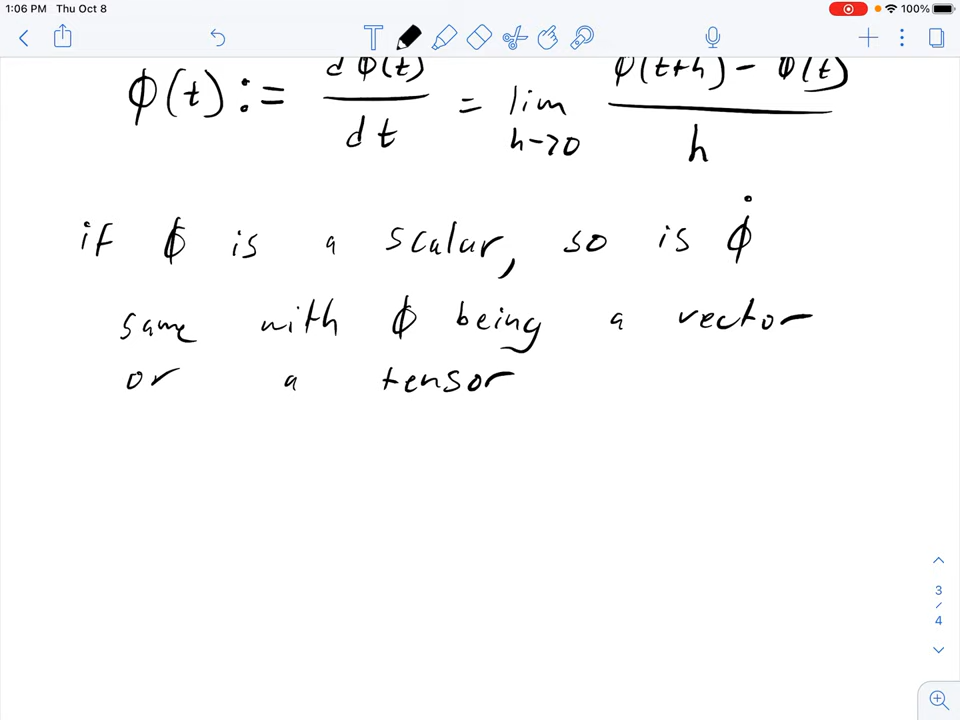 1:06 PM Thu Oct 8
100%
T
ϕ(t) := dϕ(t)/dt = lim h->0 ϕ(t+h) - ϕ(t)/h
if ϕ is a scalar, so is ϕ̇
same with ϕ being a vector
or a tensor
3
/
4